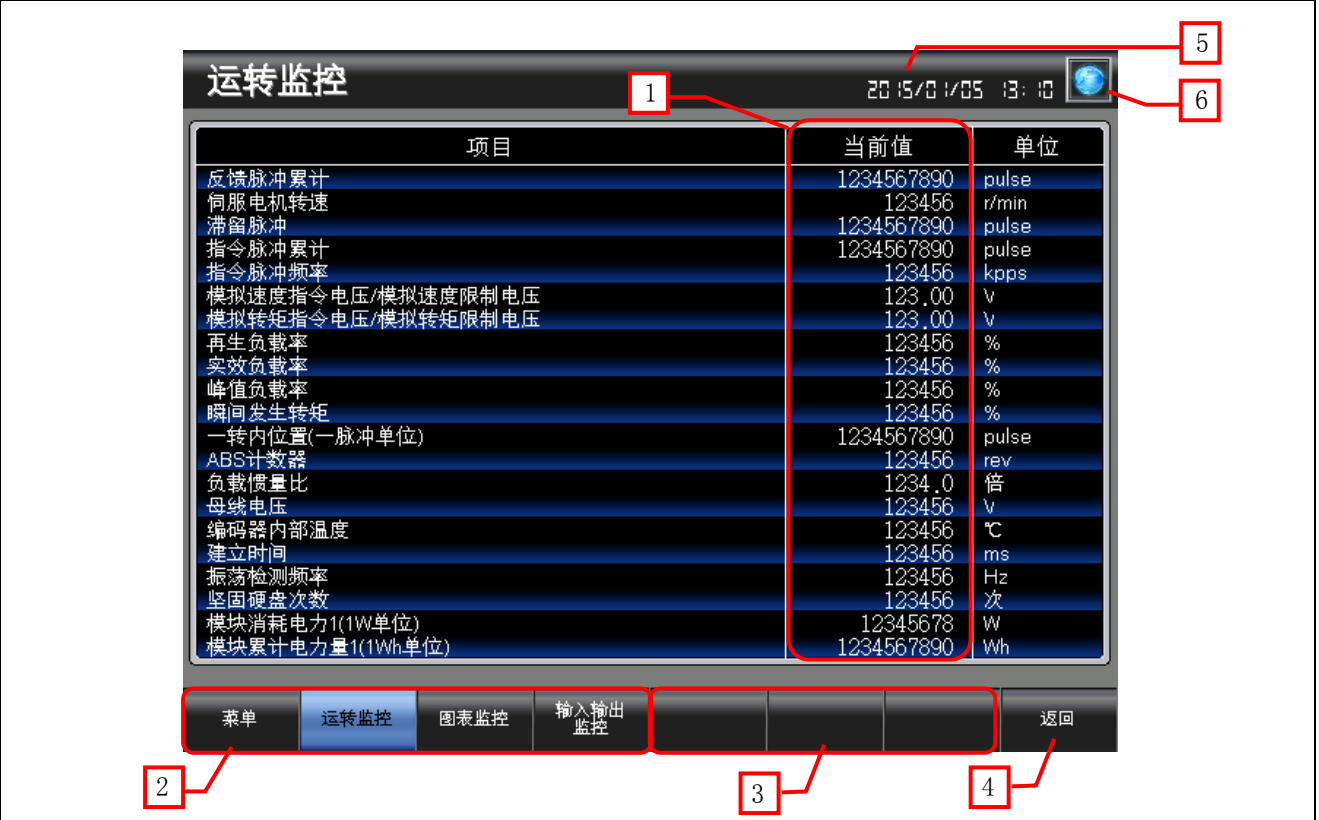 5
运转监控
1
2015/01/05 13:10
6
项目 当前值 单位
反馈脉冲累计 1234567890 pulse
伺服电机转速 123456 r/min
滞留脉冲 1234567890 pulse
指令脉冲累计 1234567890 pulse
指令脉冲频率 123456 kpps
模拟速度指令电压/模拟速度限制电压 123.00 V
模拟转矩指令电压/模拟转矩限制电压 123.00 V
再生负载率 123456 %
实效负载率 123456 %
峰值负载率 123456 %
瞬间发生转矩 123456 %
一转内位置(一脉冲单位) 1234567890 pulse
ABS计数器 123456 rev
负载惯量比 1234.0 倍
母线电压 123456 V
编码器内部温度 123456 ℃
建立时间 123456 ms
振荡检测频率 123456 Hz
坚固硬盘次数 123456 次
模块消耗电力1(1W单位) 12345678 W
模块累计电力量1(1Wh单位) 1234567890 Wh
菜单 运转监控 图表监控 输入输出
监控 返回
2 3 4